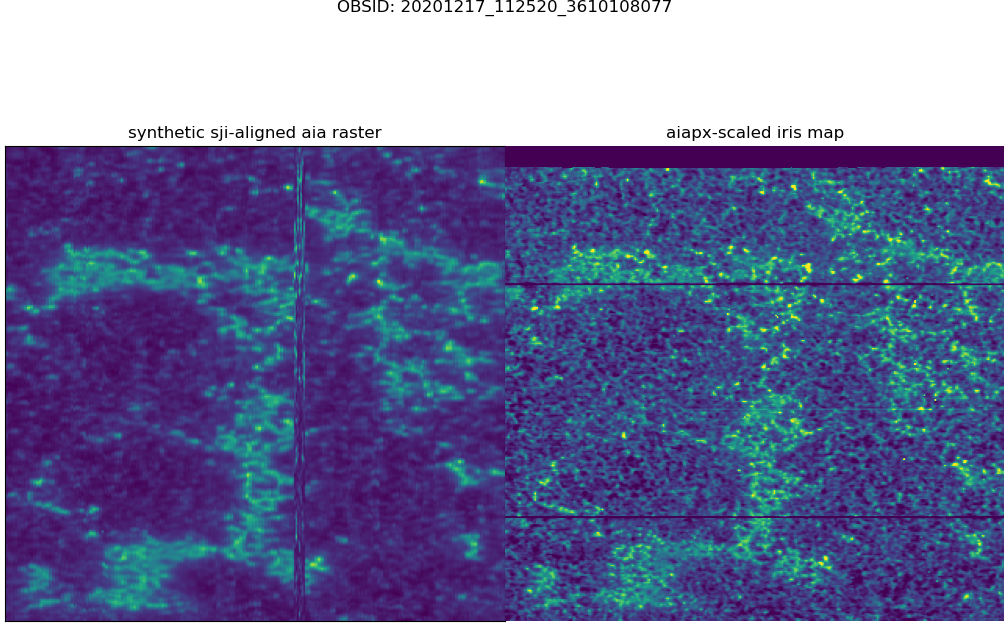 OBSID: 20201217_112520_3610108077
synthetic sji-aligned aia raster
aiapx-scaled iris map